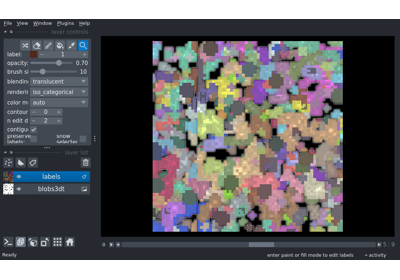 File View Window Plugins Help
layer controls
label: 1
opacity: 0.70
brush si 10
blendin translucent
renderin iso_categorical
color m auto
contour 0
n edit d 2
contigu
preserve labels: show selected
layer list
labels
blobs3dt
Ready
enter paint or fill mode to edit labels
activity